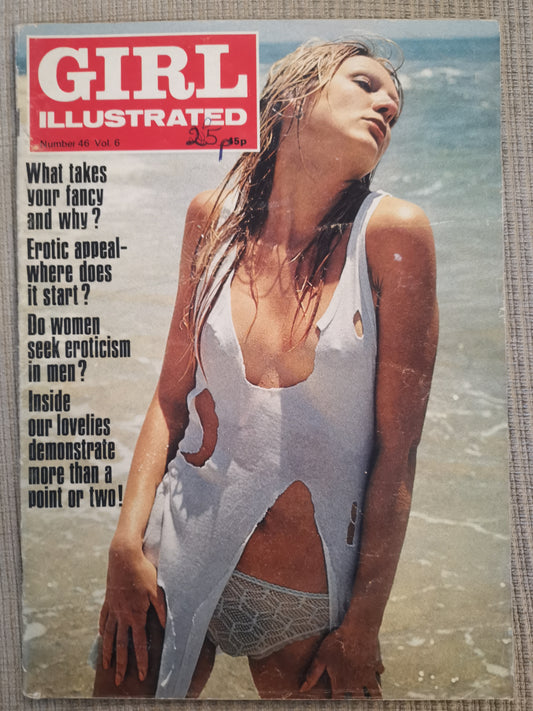 GIRL
ILLUSTRATED
Number 46 Vol. 6
25p
45p
What takes
your fancy
and why?
Erotic appeal-
where does
it start?
Do women
seek eroticism
in men?
Inside
our lovelies
demonstrate
more than a
point or two!